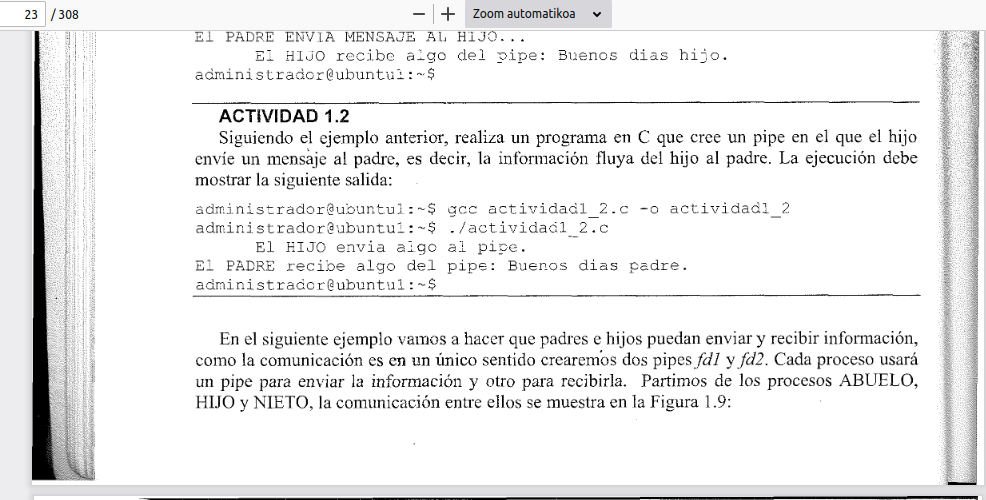 23 / 308
Zoom automatikoa
El PADRE ENVIA MENSAJE AL HIJO...
El HIJO recibe algo del pipe: Buenos dias hijo.
administrador@ubuntu1:~$
ACTIVIDAD 1.2
Siguiendo el ejemplo anterior, realiza un programa en C que cree un pipe en el que el hijo
envíe un mensaje al padre, es decir, la información fluya del hijo al padre. La ejecución debe
mostrar la siguiente salida:
administrador@ubuntu1:~$ gcc actividad1_2.c -o actividad1_2
administrador@ubuntu1:~$ ./actividad1_2.c
El HIJO envia algo al pipe.
El PADRE recibe algo del pipe: Buenos dias padre.
administrador@ubuntu1:~$
En el siguiente ejemplo vamos a hacer que padres e hijos puedan enviar y recibir información,
como la comunicación es en un único sentido crearemos dos pipes fd1 y fd2. Cada proceso usará
un pipe para enviar la información y otro para recibirla. Partimos de los procesos ABUELO,
HIJO y NIETO, la comunicación entre ellos se muestra en la Figura 1.9: